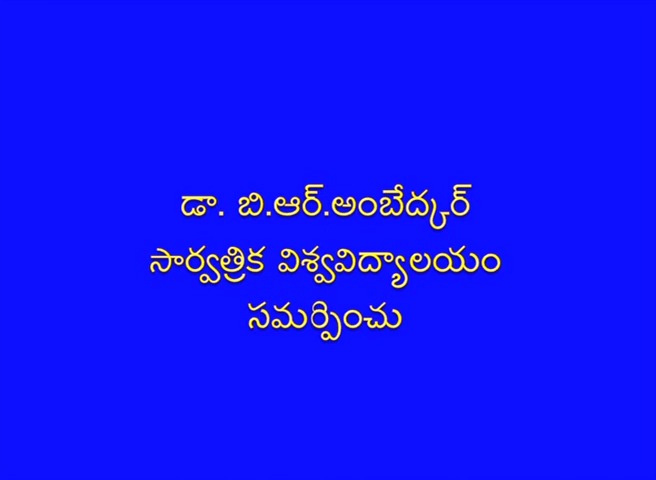 డా. బి.ఆర్.అంబేద్కర్
సార్వత్రిక విశ్వవిద్యాలయం
సమర్పించు